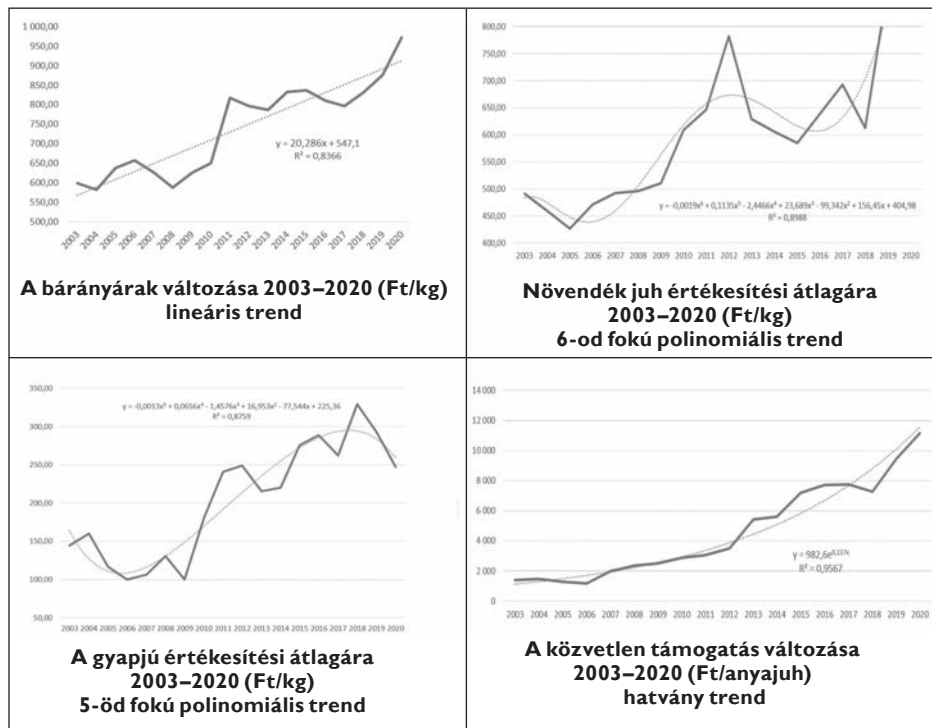 1 000,00
950,00
900,00
850,00
800,00
750,00
700,00
650,00
600,00
550,00
500,00
y = 20,286x + 547,1
R² = 0,8366
2003 2004 2005 2006 2007 2008 2009 2010 2011 2012 2013 2014 2015 2016 2017 2018 2019 2020
A bárányárak változása 2003–2020 (Ft/kg)
lineáris trend
800,00
750,00
700,00
650,00
600,00
550,00
500,00
450,00
400,00
y = -0,0019x⁶ + 0,1135x⁵ - 2,4466x⁴ + 23,689x³ - 99,342x² + 156,45x + 404,98
R² = 0,8988
2003 2004 2005 2006 2007 2008 2009 2010 2011 2012 2013 2014 2015 2016 2017 2018 2019 2020
Növendék juh értékesítési átlagára
2003–2020 (Ft/kg)
6-od fokú polinomiális trend
350,00
300,00
250,00
200,00
150,00
100,00
50,00
y = -0,0013x⁵ + 0,0656x⁴ - 1,4576x³ + 16,953x² - 77,544x + 225,36
R² = 0,8759
2003 2004 2005 2006 2007 2008 2009 2010 2011 2012 2013 2014 2015 2016 2017 2018 2019 2020
A gyapjú értékesítési átlagára
2003–2020 (Ft/kg)
5-öd fokú polinomiális trend
14 000
12 000
10 000
8 000
6 000
4 000
2 000
0
y = 982,6e^0,137x
R² = 0,9567
2003 2004 2005 2006 2007 2008 2009 2010 2011 2012 2013 2014 2015 2016 2017 2018 2019 2020
A közvetlen támogatás változása
2003–2020 (Ft/anyajuh)
hatvány trend